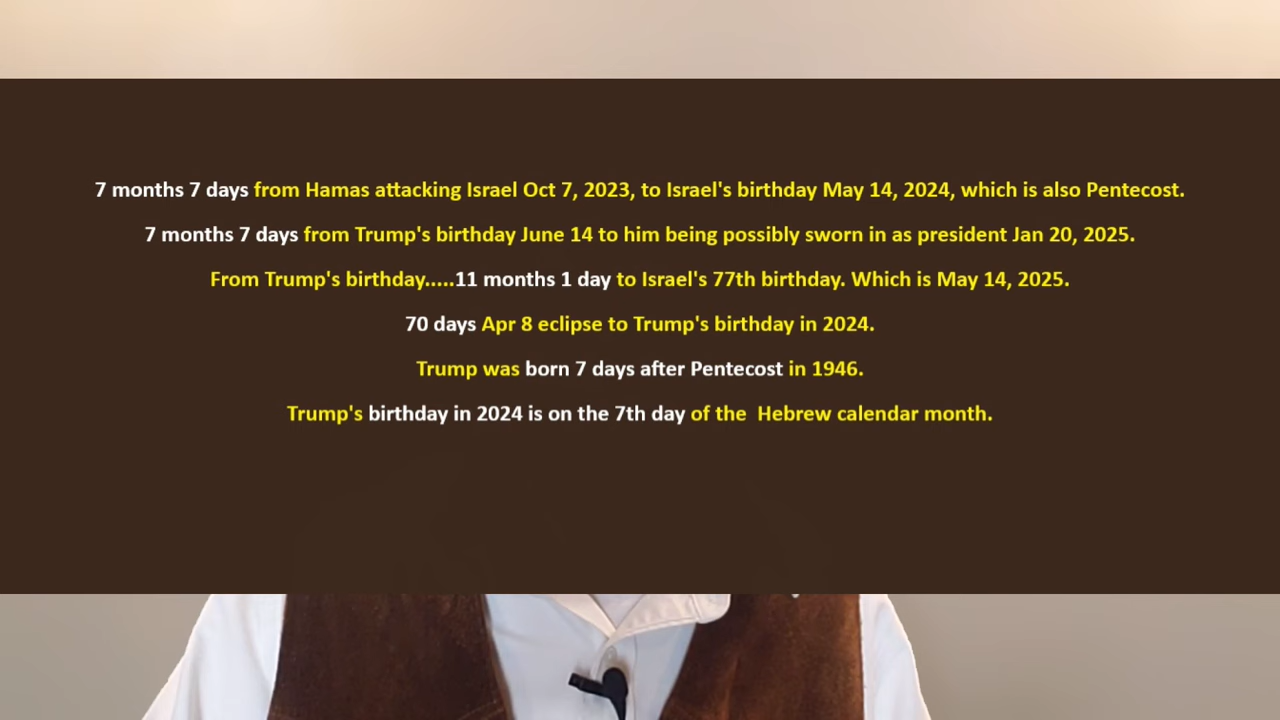 7 months 7 days from Hamas attacking Israel Oct 7, 2023, to Israel's birthday May 14, 2024, which is also Pentecost.
7 months 7 days from Trump's birthday June 14 to him being possibly sworn in as president Jan 20, 2025.
From Trump's birthday.....11 months 1 day to Israel's 77th birthday. Which is May 14, 2025.
70 days Apr 8 eclipse to Trump's birthday in 2024.
Trump was born 7 days after Pentecost in 1946.
Trump's birthday in 2024 is on the 7th day of the  Hebrew calendar month.